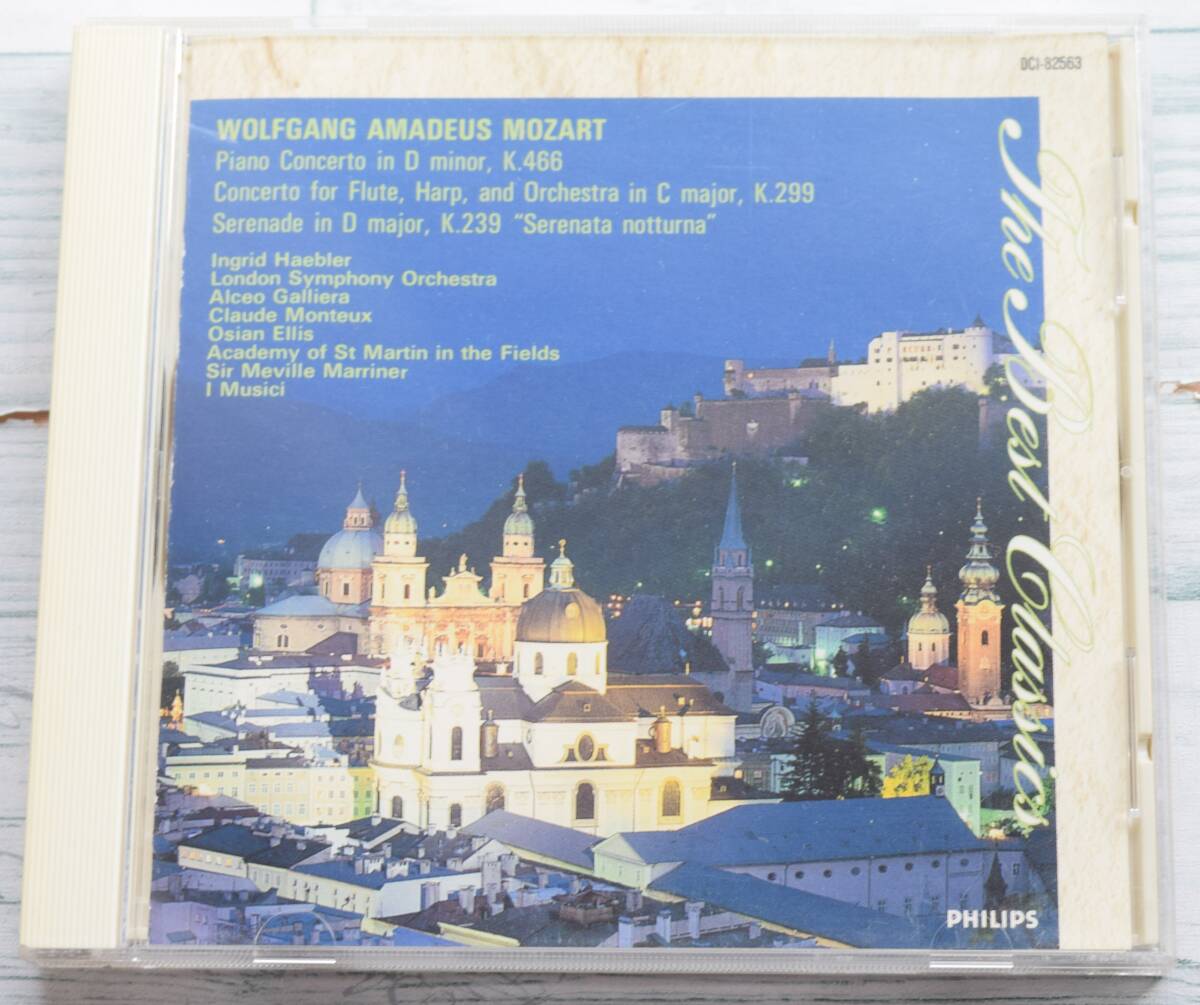 DCI-82563
WOLFGANG AMADEUS MOZART
Piano Concerto in D minor, K.466
Concerto for Flute, Harp, and Orchestra in C major, K.299
Serenade in D major, K.239 “Serenata notturna”
Ingrid Haebler
London Symphony Orchestra
Alceo Galliera
Claude Monteux
Osian Ellis
Academy of St Martin in the Fields
Sir Meville Marriner
I Musici
The Best Classics
PHILIPS